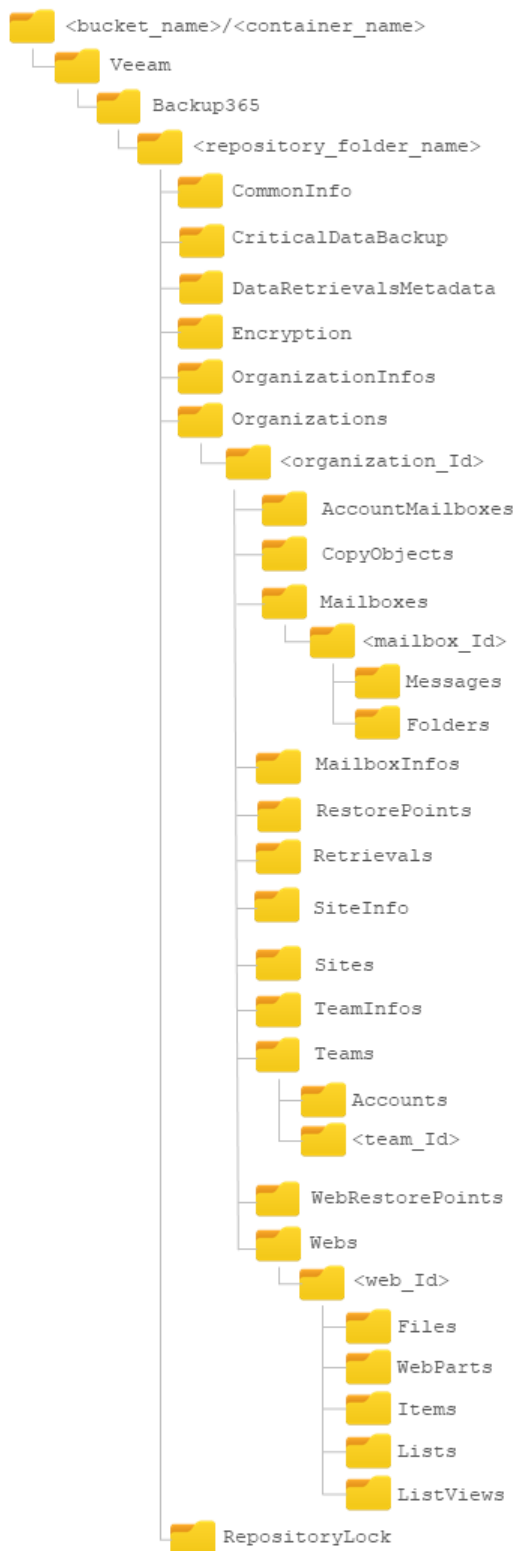 <bucket_name>/<container_name>
Veeam
Backup365
<repository_folder_name>
CommonInfo
CriticalDataBackup
DataRetrievalsMetadata
Encryption
OrganizationInfos
Organizations
<organization_Id>
AccountMailboxes
CopyObjects
Mailboxes
<mailbox_Id>
Messages
Folders
MailboxInfos
RestorePoints
Retrievals
SiteInfo
Sites
TeamInfos
Teams
Accounts
<team_Id>
WebRestorePoints
Webs
<web_Id>
Files
WebParts
Items
Lists
ListViews
RepositoryLock